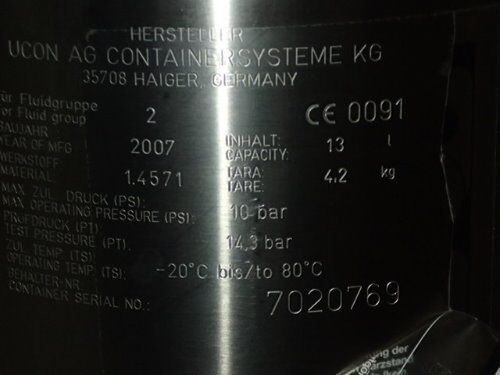 HERSTELLER
UCON AG CONTAINERSYSTEME KG
35708 HAIGER, GERMANY
für Fluidgruppe
for Fluid group 2 CE 0091
BAUJAHR
YEAR OF MFG 2007 INHALT:
CAPACITY: 13 l
WERKSTOFF:
MATERIAL: 1.4571 TARA:
TARE: 4.2 kg
MAX ZUL. DRUCK (PS):
MAX OPERATING PRESSURE (PS): 10 bar
PRÜFDRUCK (PT):
TEST PRESSURE (PT): 14,3 bar
ZUL TEMP (TS):
OPERATING TEMP. (TS): -20°C bis/to 80°C
BEHÄLTER-NR.
CONTAINER SERIAL NO.: 7020769
der